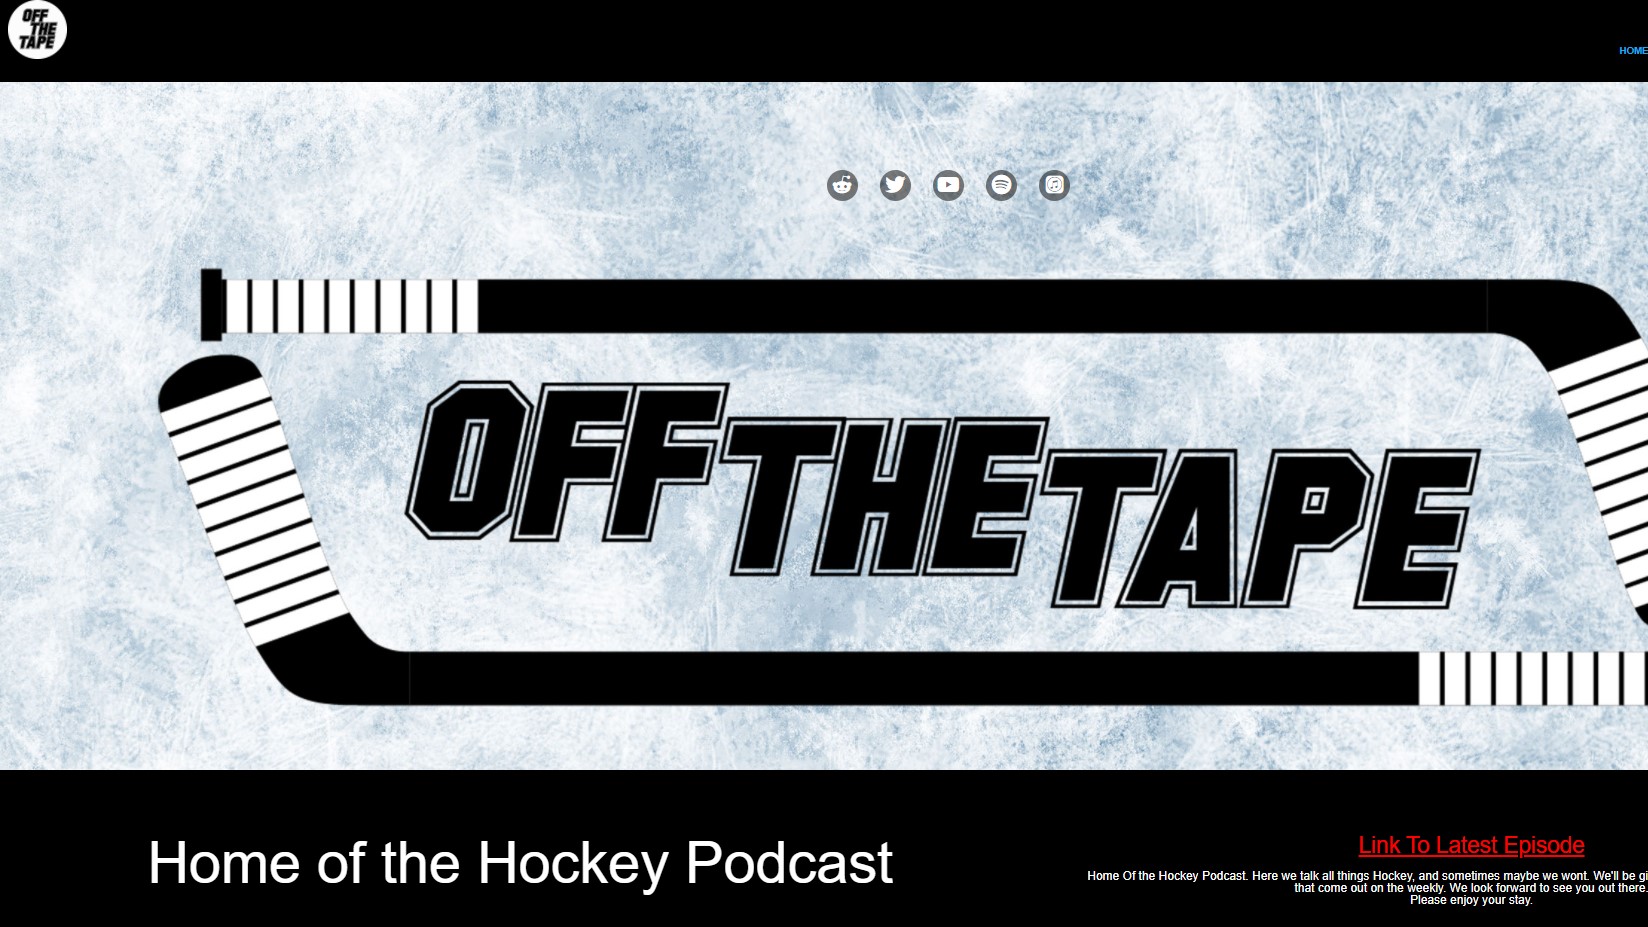 OFF
THE
TAPE
HOME
OFF THE TAPE
Home of the Hockey Podcast
Link To Latest Episode
Home Of the Hockey Podcast. Here we talk all things Hockey, and sometimes maybe we wont. We'll be gi
that come out on the weekly. We look forward to see you out there.
Please enjoy your stay.